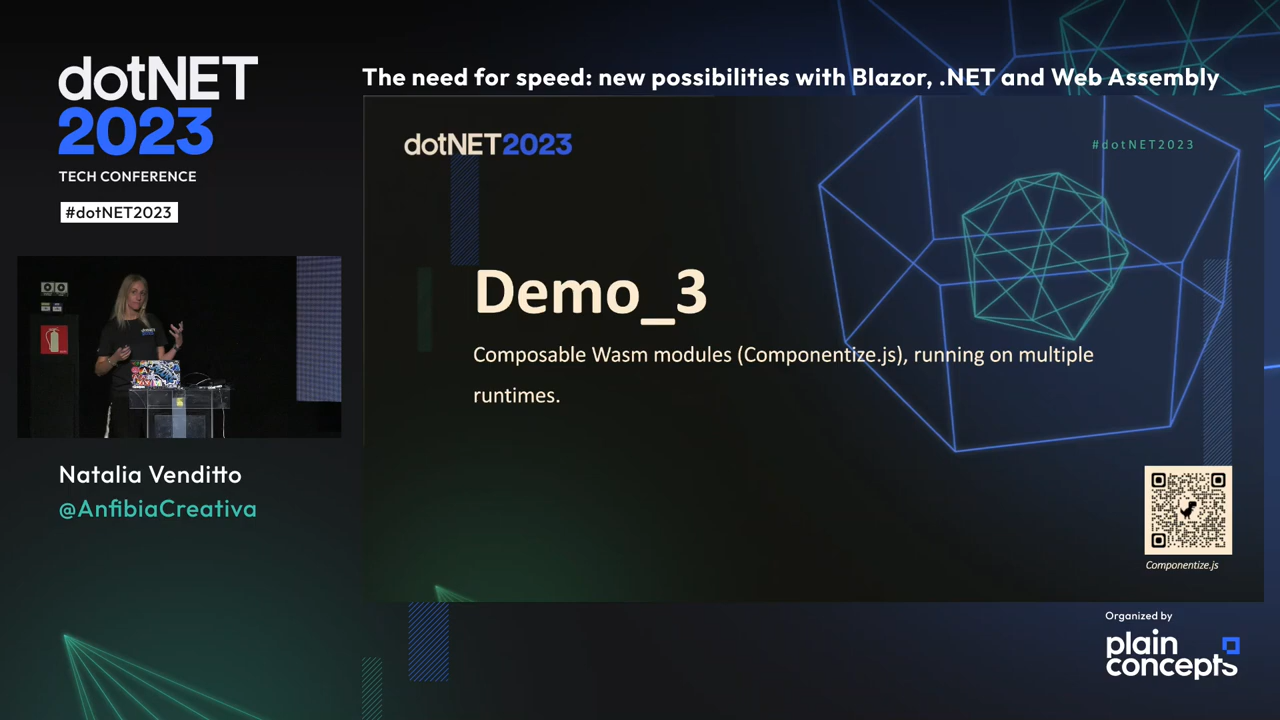 dotNET
2023
TECH CONFERENCE
#dotNET2023
The need for speed: new possibilities with Blazor, .NET and Web Assembly
dotNET2023
#dotNET2023
Demo_3
Composable Wasm modules (Componentize.js), running on multiple
runtimes.
Componentize.js
Natalia Venditto
@AnfibiaCreativa
Organized by
plain
concepts